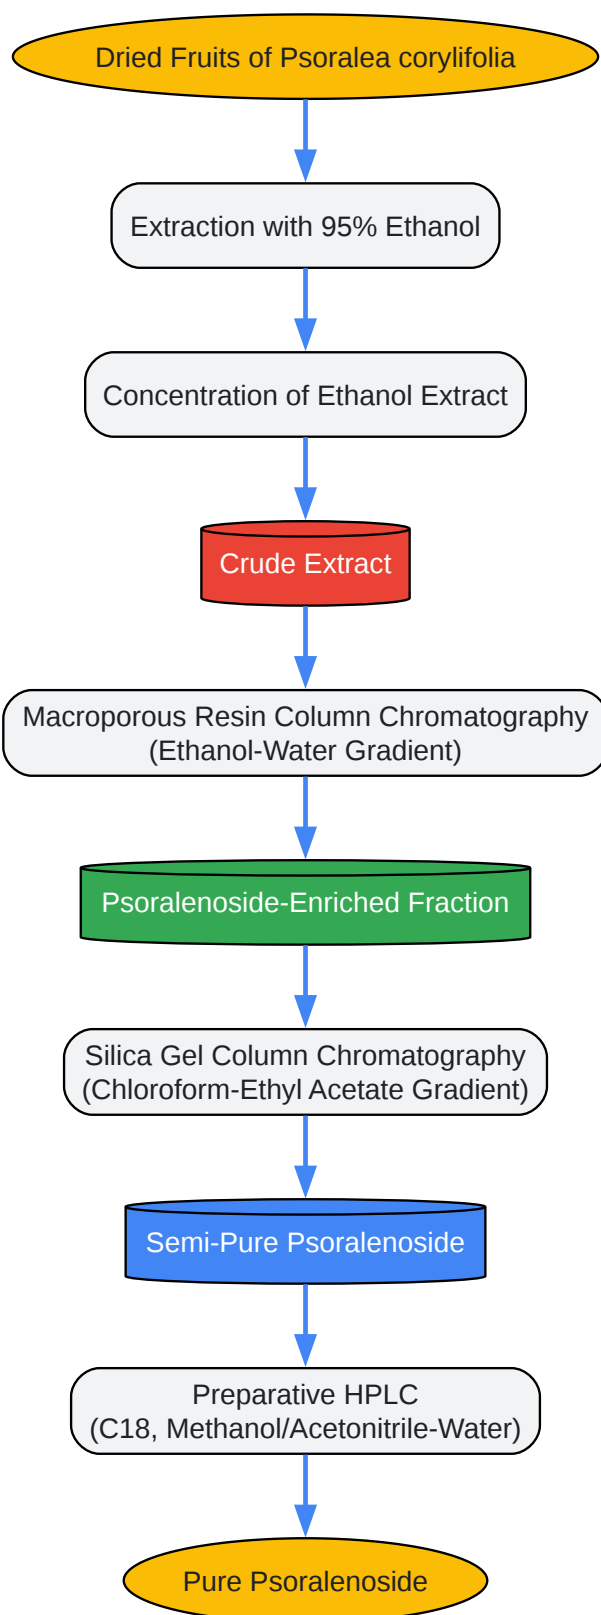 Dried Fruits of Psoralea corylifolia
Extraction with 95% Ethanol
Concentration of Ethanol Extract
Crude Extract
Macroporous Resin Column Chromatography
(Ethanol-Water Gradient)
Psoralenoside-Enriched Fraction
Silica Gel Column Chromatography
(Chloroform-Ethyl Acetate Gradient)
Semi-Pure Psoralenoside
Preparative HPLC
(C18, Methanol/Acetonitrile-Water)
Pure Psoralenoside